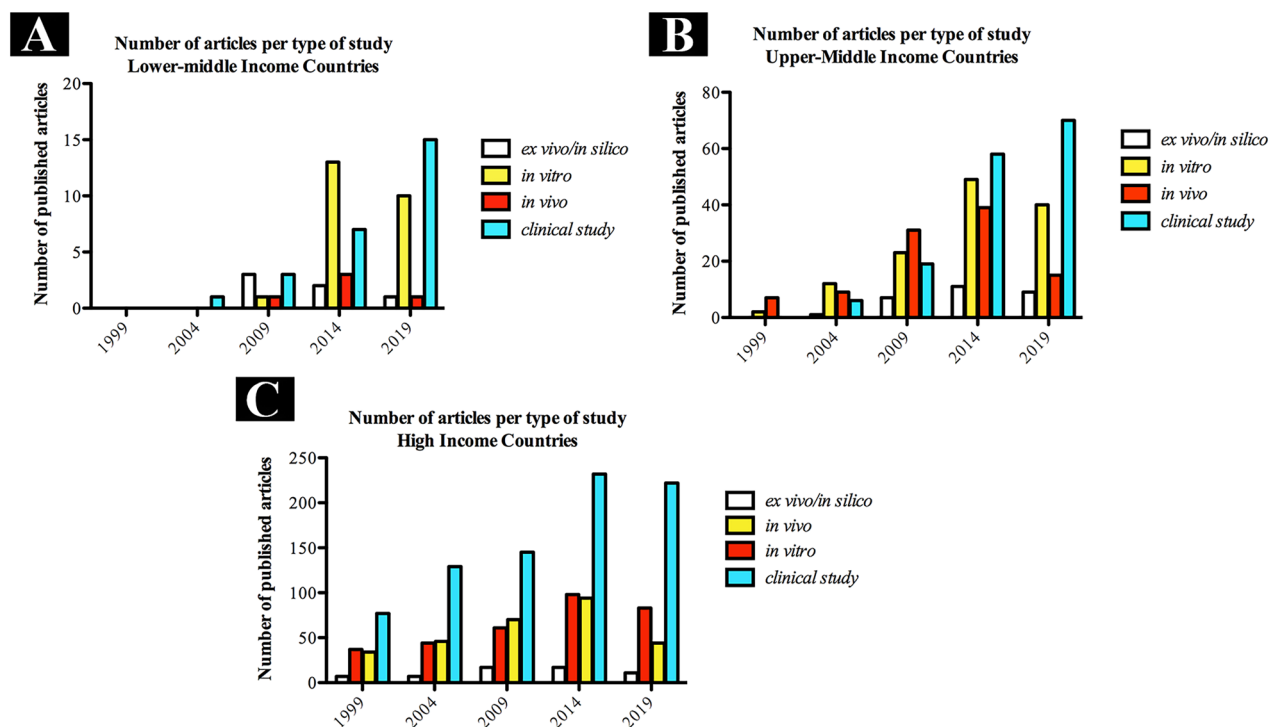 A
Number of articles per type of study
Lower-middle Income Countries
Number of published articles
20
15
10
5
0
1999
2004
2009
2014
2019
ex vivo/in silico
in vitro
in vivo
clinical study
B
Number of articles per type of study
Upper-Middle Income Countries
Number of published articles
80
60
40
20
0
1999
2004
2009
2014
2019
ex vivo/in silico
in vitro
in vivo
clinical study
C
Number of articles per type of study
High Income Countries
Number of published articles
250
200
150
100
50
0
1999
2004
2009
2014
2019
ex vivo/in silico
in vivo
in vitro
clinical study